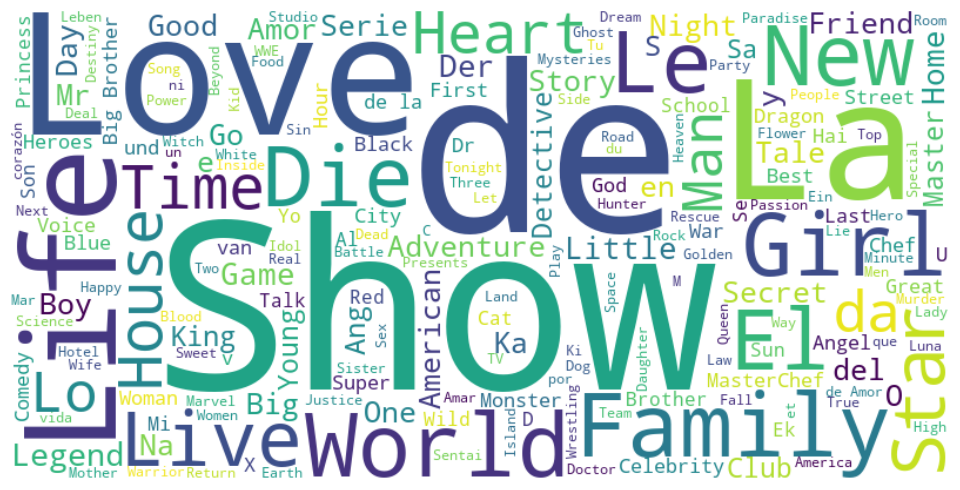 Love
de
La
Show
Le
New
Life
Die
World
Family
Girl
Live
House
Time
Heart
Man
El
Star
da
Lo
Leben
Studio
Dream
Ghost
Paradise
Room
Princess
Destiny
Day
Good
Amor
Serie
Night
Friend
WWE
Food
Tu
Mysteries
S
Sa
Big Brother
Song
ni
Beyond
Der
Story
Party
People
Home
Mr
Deal
Power
Kid
Hour
de la
First
School
y
Street
Side
Dragon
Heroes
Witch
Go
Sin
Black
Dr
Detective
Flower
Hai
Top
Master
Special
corazón
Son
un
und
White
e
Inside
Road
du
Heaven
Tale
Best
Tonight
Three
Let
en
God
Hunter
Se
Passion
Ein
Next
Voice
Yo
City
Rescue
Last
Hero
Blue
van
Idol
Real
Al
Dead
C
War
Rock
Golden
Lie
Chef
Minute
U
Battle
Adventure
Play
Little
Men
Mar
Happy
Two
Game
Presents
Great
Boy
Talk
Red
Land
Space
M
Secret
Murder
Science
Blood
Young
Angel
que
Lady
Sex
American
Cat
Queen
Way
Luna
King
v
Angry
Ka
TV
Sun
Hotel
Sweet
Sister
Ki
Daughter
Law
del
Comedy
Wife
Super
Dog
Woman
Marvel
Justice
Amar
Monster
por
MasterChef
de Amor
O
vida
Mi
Women
Big
One
Wild
D
Brother
Fall
True
Legend
Na
X
Island
Wrestling
Team
et
High
Mother
Warrior
Return
Earth
Sentai
Doctor
Celebrity
Club
Ek
America